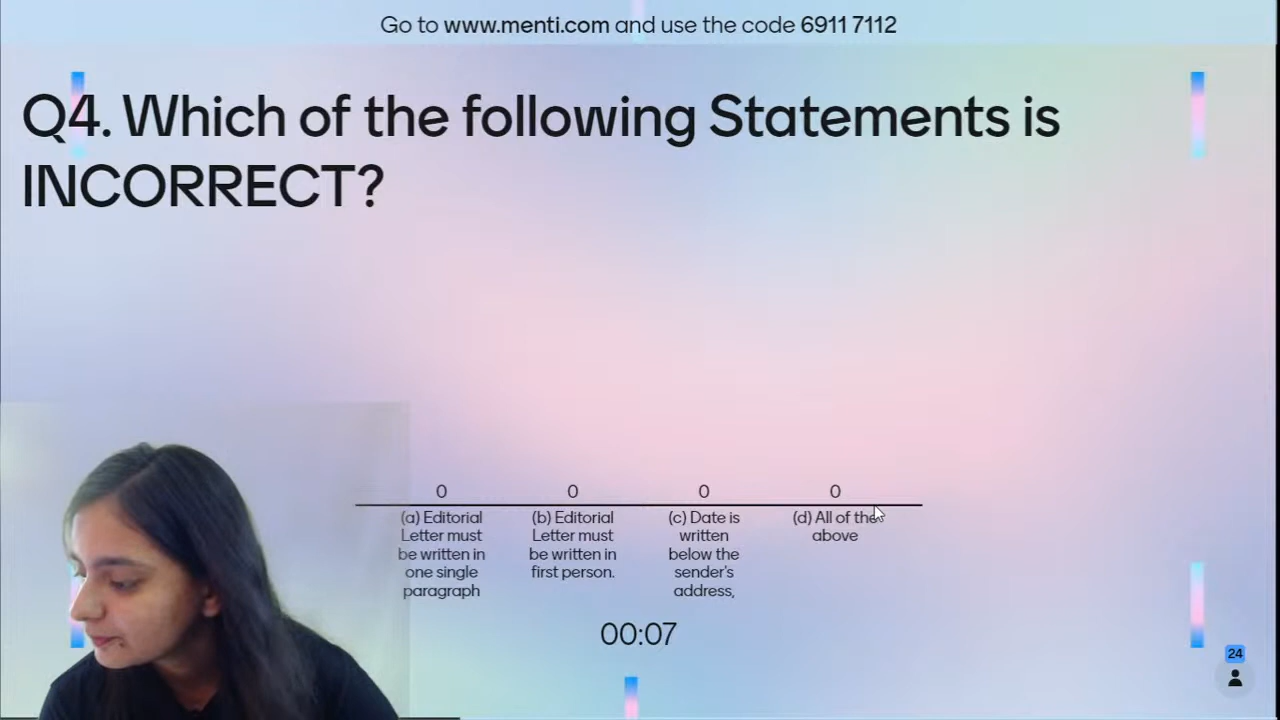 Go to www.menti.com and use the code 6911 7112
Q4. Which of the following Statements is
INCORRECT?
0
0
0
0
(a) Editorial
Letter must
be written in
one single
paragraph
(b) Editorial
Letter must
be written in
first person.
(c) Date is
written
below the
sender's
address,
(d) All of the
above
00:07
24